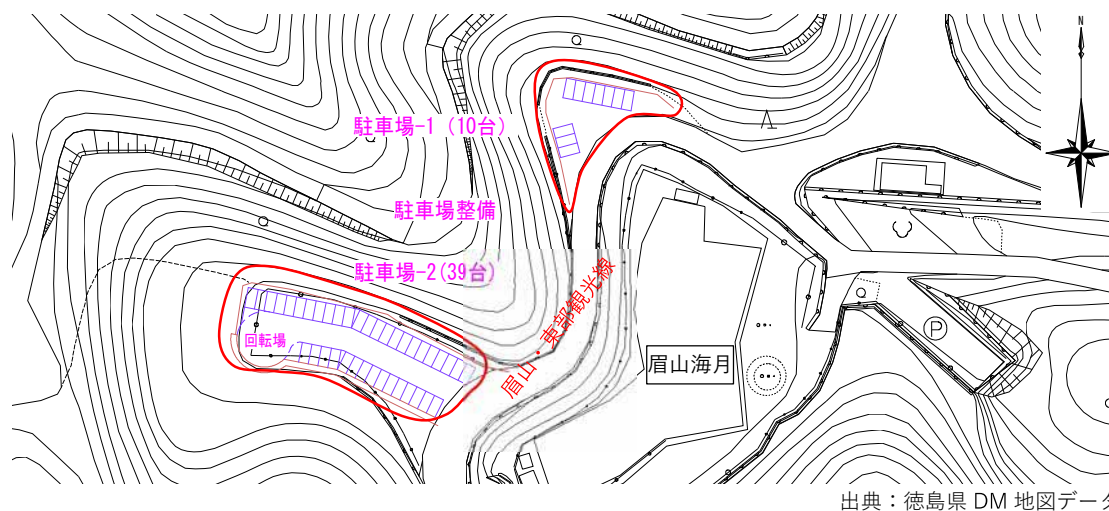 N
駐車場-1 (10台)
駐車場整備
駐車場-2(39台)
回転場
眉山・東部観光線
眉山海月
P
出典：徳島県 DM 地図データ